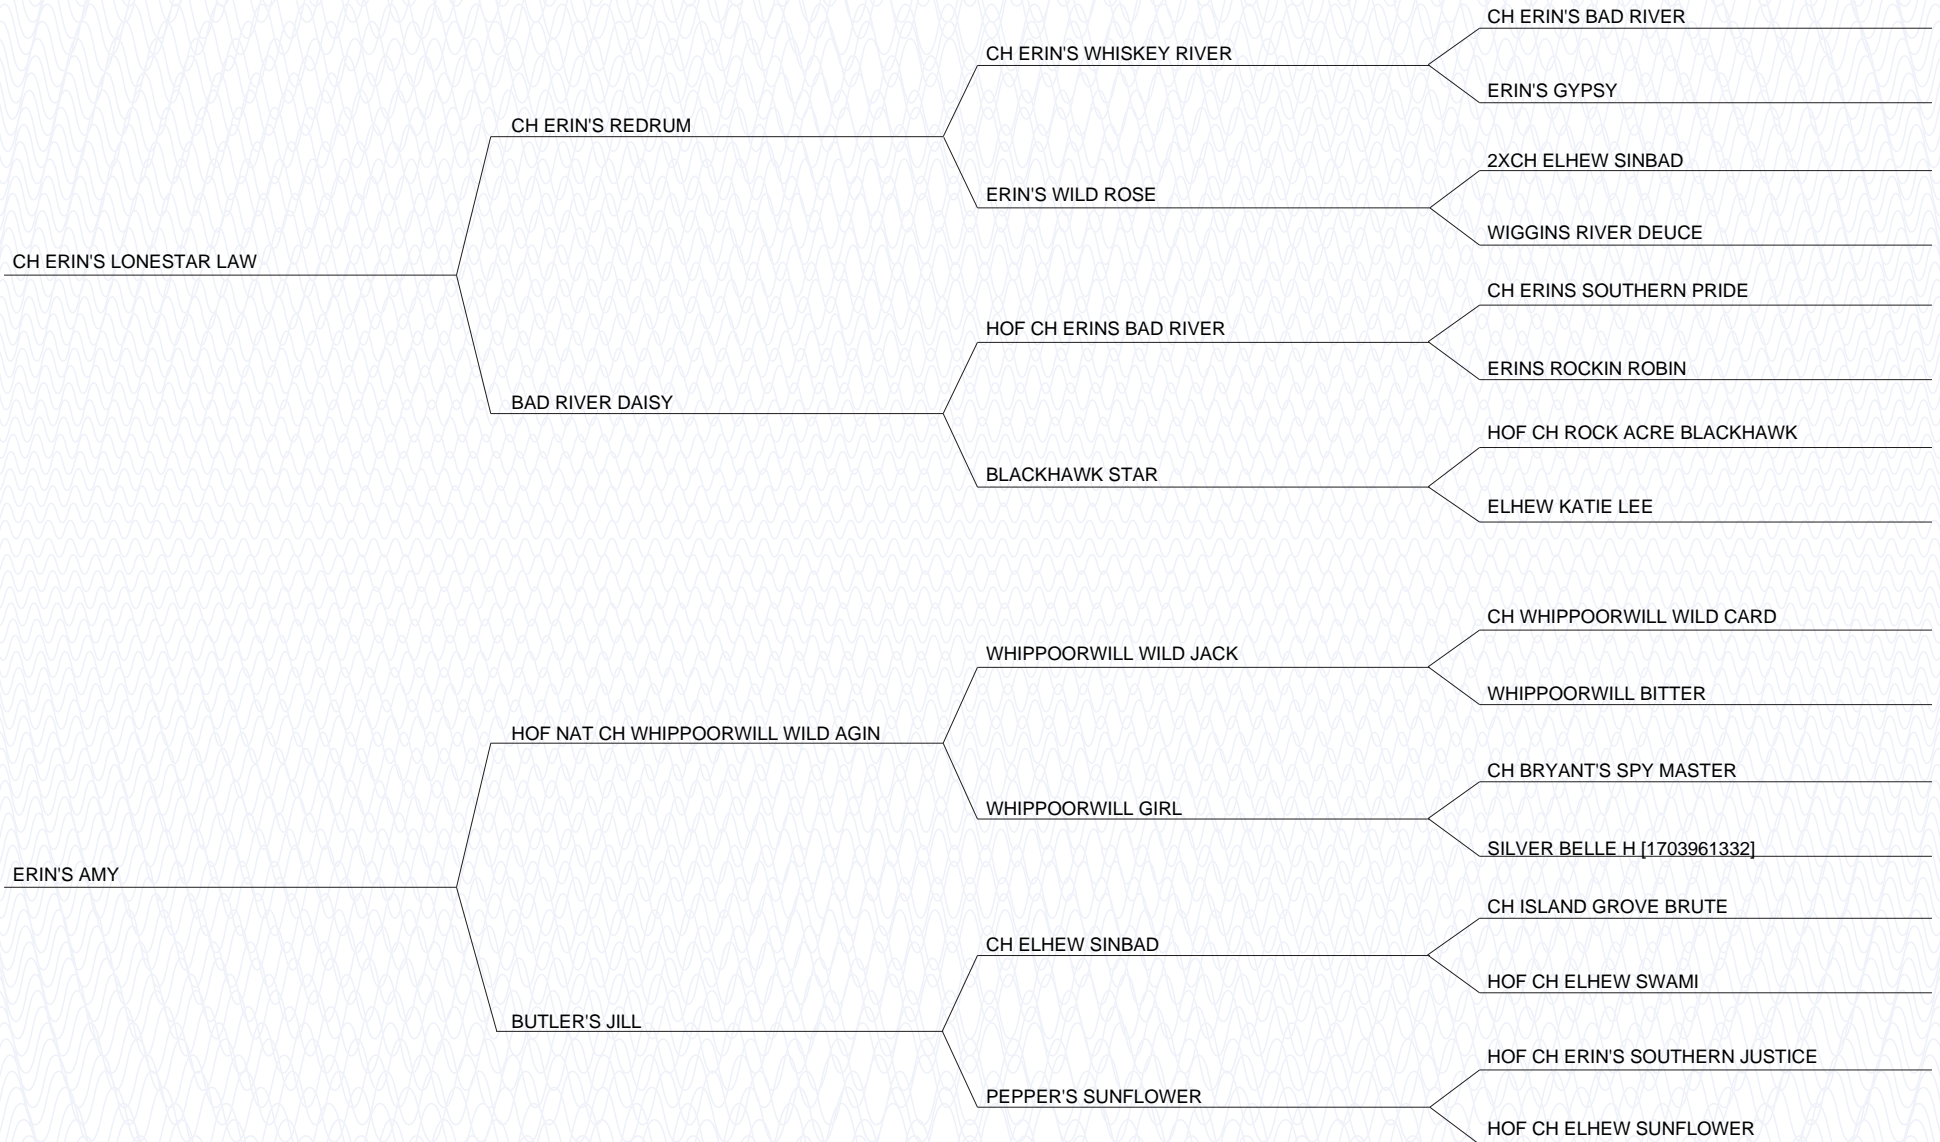 CH ERIN'S BAD RIVER
CH ERIN'S WHISKEY RIVER
ERIN'S GYPSY
CH ERIN'S REDRUM
2XCH ELHEW SINBAD
ERIN'S WILD ROSE
WIGGINS RIVER DEUCE
CH ERIN'S LONESTAR LAW
CH ERINS SOUTHERN PRIDE
HOF CH ERINS BAD RIVER
ERINS ROCKIN ROBIN
BAD RIVER DAISY
HOF CH ROCK ACRE BLACKHAWK
BLACKHAWK STAR
ELHEW KATIE LEE
CH WHIPPOORWILL WILD CARD
WHIPPOORWILL WILD JACK
WHIPPOORWILL BITTER
HOF NAT CH WHIPPOORWILL WILD AGIN
CH BRYANT'S SPY MASTER
WHIPPOORWILL GIRL
SILVER BELLE H [1703961332]
ERIN'S AMY
CH ISLAND GROVE BRUTE
CH ELHEW SINBAD
HOF CH ELHEW SWAMI
BUTLER'S JILL
HOF CH ERIN'S SOUTHERN JUSTICE
PEPPER'S SUNFLOWER
HOF CH ELHEW SUNFLOWER